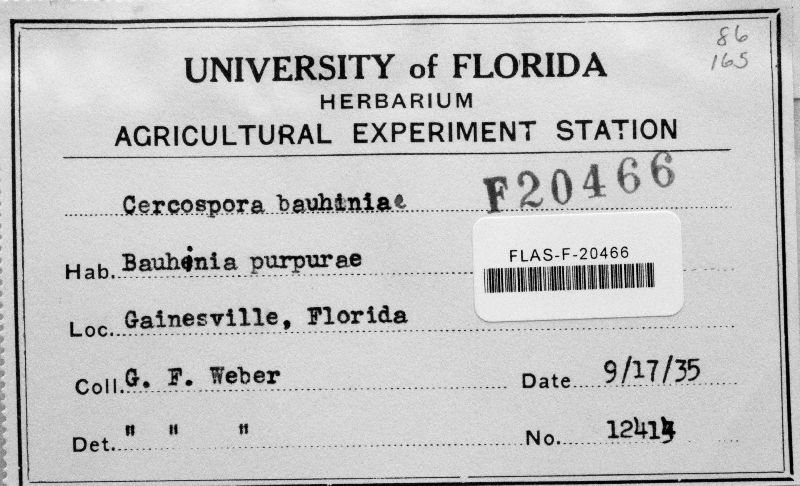 86
165
UNIVERSITY of FLORIDA
HERBARIUM
AGRICULTURAL EXPERIMENT STATION
Cercospora bauhiniae F20466
FLAS-F-20466
Hab. Bauhinia purpurae
Loc. Gainesville, Florida
Coll. G. F. Weber Date 9/17/35
Det. " " " No.